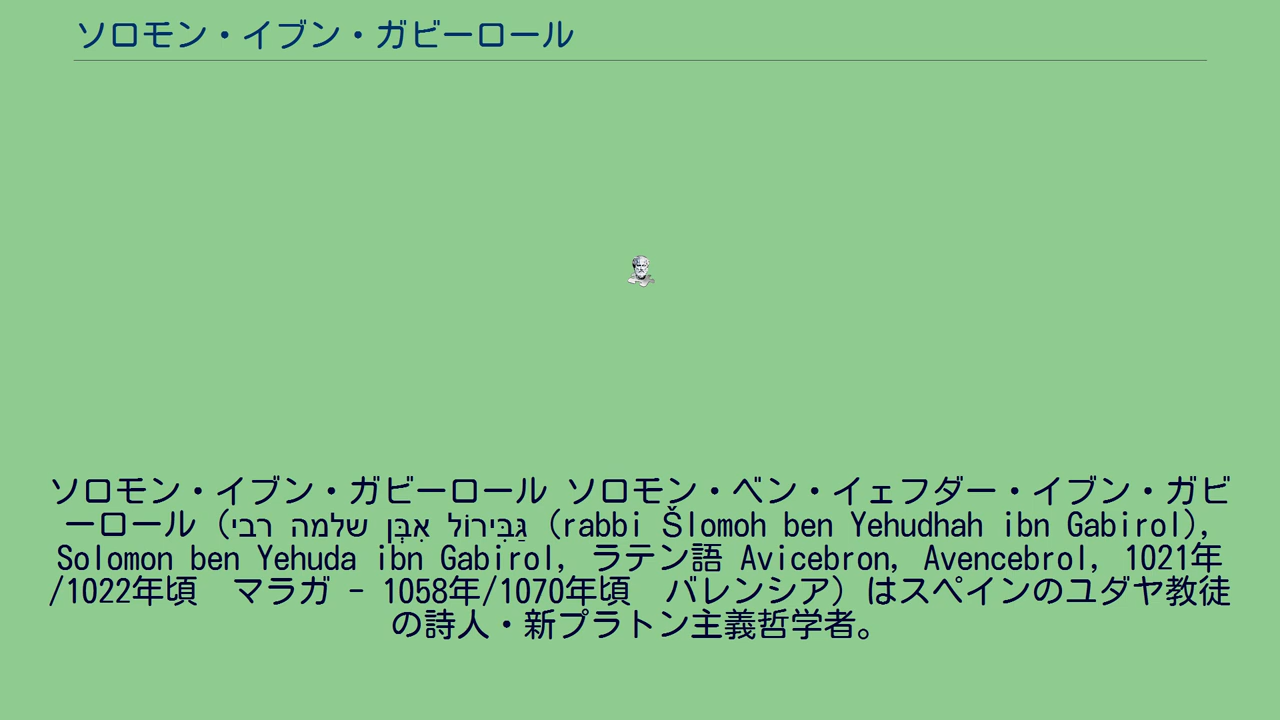 ソロモン・イブン・ガビーロール
ソロモン・イブン・ガビーロール ソロモン・ベン・イェフダー・イブン・ガビ
ーロール (רבי שלמה אִבְּן גַּבִּירוֹל (rabbi Šlomoh ben Yehudhah ibn Gabirol),
Solomon ben Yehuda ibn Gabirol, ラテン語 Avicebron, Avencebrol, 1021年
/1022年頃　マラガ - 1058年/1070年頃　バレンシア) はスペインのユダヤ教徒
の詩人・新プラトン主義哲学者。